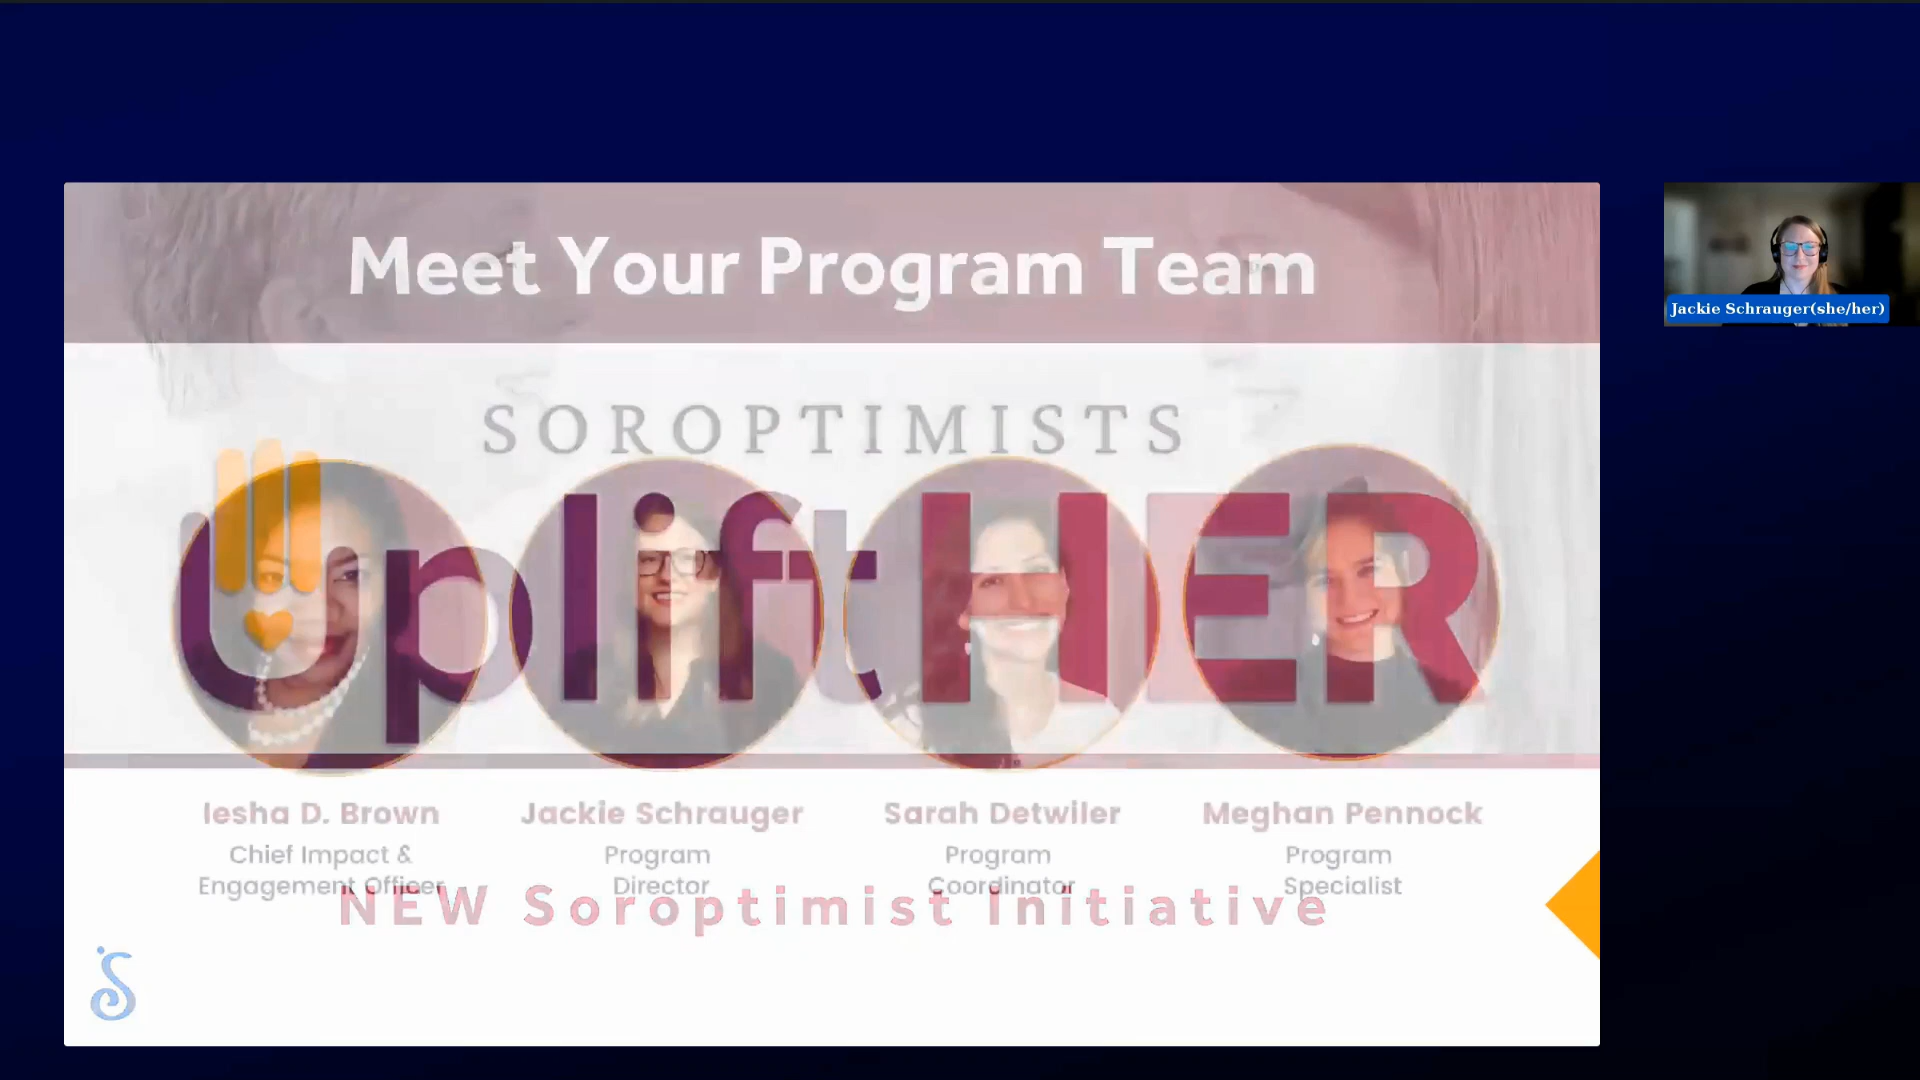 Meet Your Program Team
SOROPTIMISTS
UpliftHER
Iesha D. Brown
Chief Impact &
Engagement Officer
Jackie Schrauger
Program
Director
Sarah Detwiler
Program
Coordinator
Meghan Pennock
Program
Specialist
NEW Soroptimist Initiative
Jackie Schrauger(she/her)